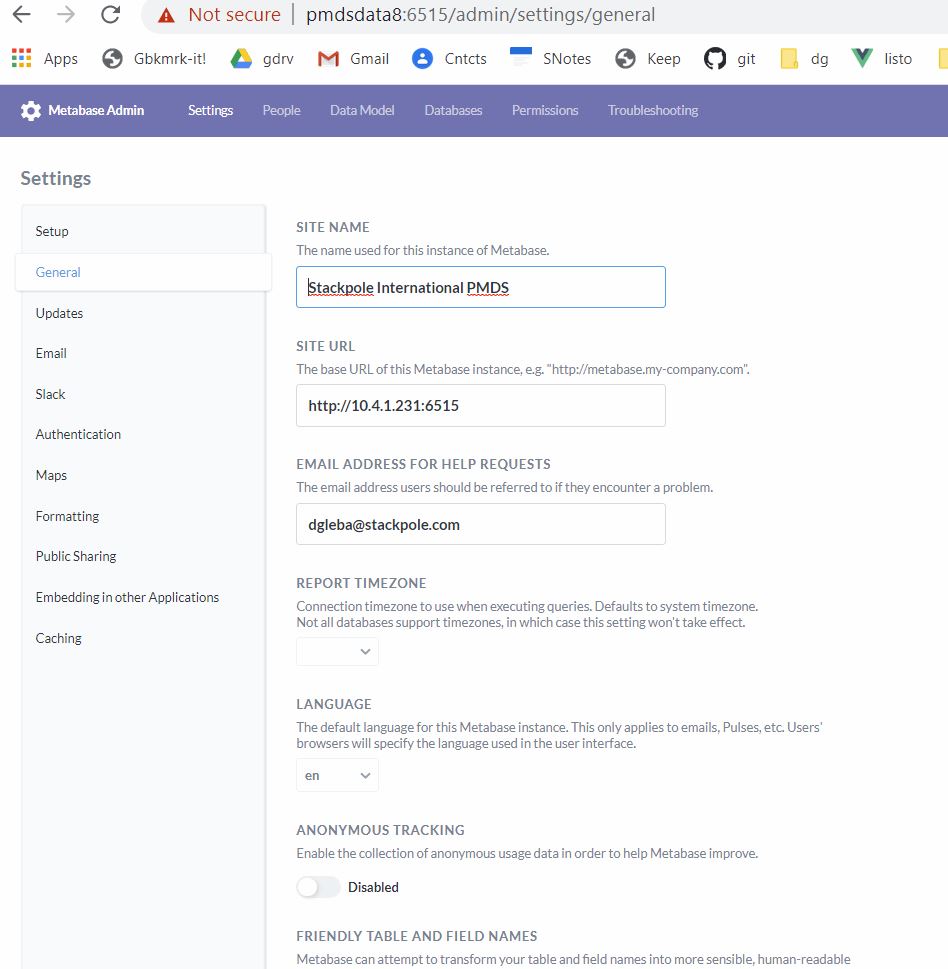 Not secure | pmdsdata8:6515/admin/settings/general
Apps Gbkmrk-it! gdrv Gmail Cntcts SNotes Keep git dg listo
Metabase Admin Settings People Data Model Databases Permissions Troubleshooting
Settings
Setup
General
Updates
Email
Slack
Authentication
Maps
Formatting
Public Sharing
Embedding in other Applications
Caching
SITE NAME
The name used for this instance of Metabase.
Stackpole International PMDS
SITE URL
The base URL of this Metabase instance, e.g. "http://metabase.my-company.com".
http://10.4.1.231:6515
EMAIL ADDRESS FOR HELP REQUESTS
The email address users should be referred to if they encounter a problem.
dgleba@stackpole.com
REPORT TIMEZONE
Connection timezone to use when executing queries. Defaults to system timezone.
Not all databases support timezones, in which case this setting won't take effect.
LANGUAGE
The default language for this Metabase instance. This only applies to emails, Pulses, etc. Users'
browsers will specify the language used in the user interface.
en
ANONYMOUS TRACKING
Enable the collection of anonymous usage data in order to help Metabase improve.
Disabled
FRIENDLY TABLE AND FIELD NAMES
Metabase can attempt to transform your table and field names into more sensible, human-readable